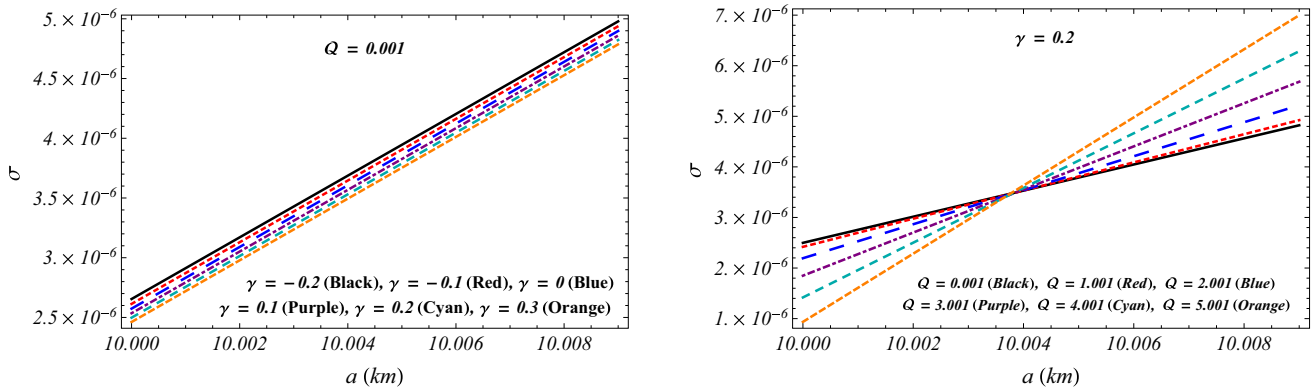 5. × 10⁻⁶
4.5 × 10⁻⁶
4. × 10⁻⁶
3.5 × 10⁻⁶
3. × 10⁻⁶
2.5 × 10⁻⁶
σ
Q = 0.001
γ = −0.2 (Black), γ = −0.1 (Red), γ = 0 (Blue)
γ = 0.1 (Purple), γ = 0.2 (Cyan), γ = 0.3 (Orange)
10.000 10.002 10.004 10.006 10.008
a (km)
7. × 10⁻⁶
6. × 10⁻⁶
5. × 10⁻⁶
4. × 10⁻⁶
3. × 10⁻⁶
2. × 10⁻⁶
1. × 10⁻⁶
σ
γ = 0.2
Q = 0.001 (Black), Q = 1.001 (Red), Q = 2.001 (Blue)
Q = 3.001 (Purple), Q = 4.001 (Cyan), Q = 5.001 (Orange)
10.000 10.002 10.004 10.006 10.008
a (km)